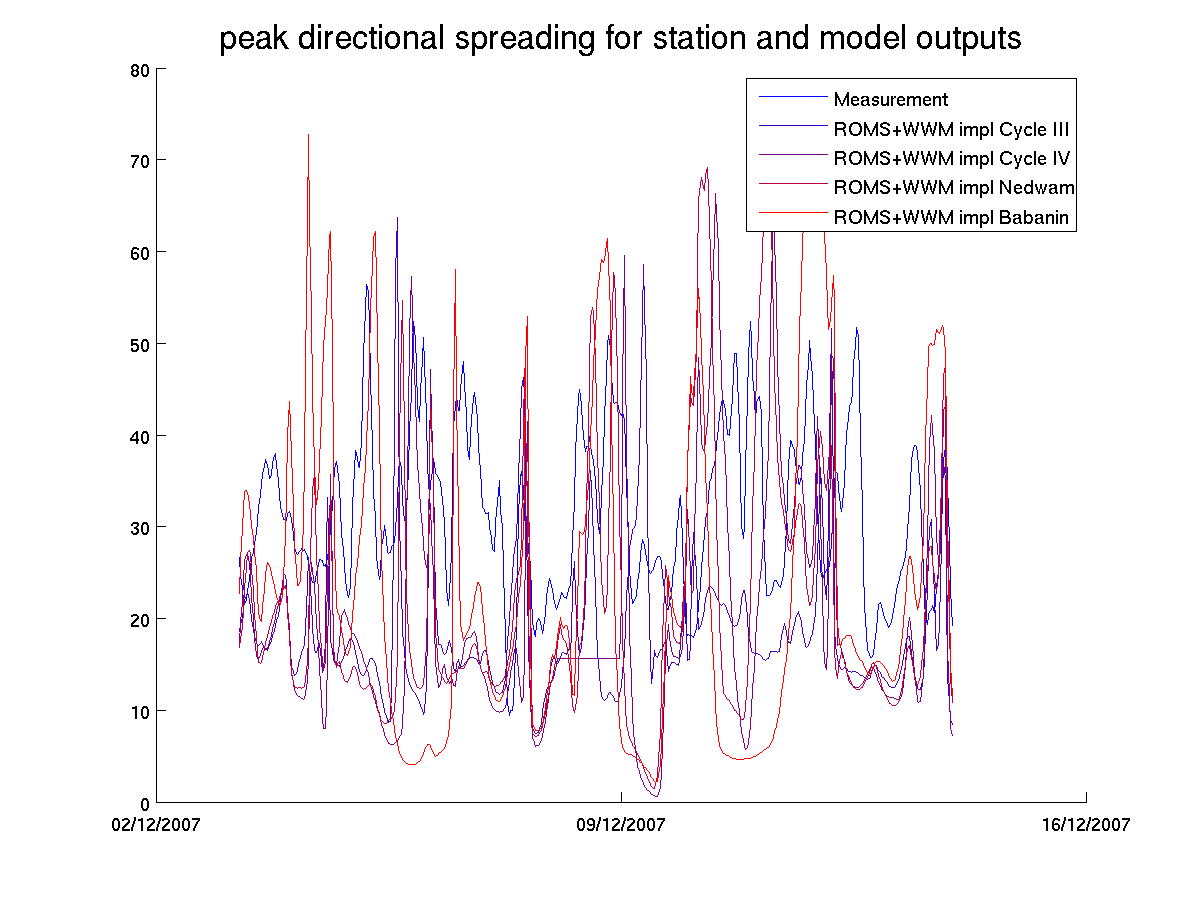 peak directional spreading for station and model outputs
80
70
60
50
40
30
20
10
0
Measurement
ROMS+WWM impl Cycle III
ROMS+WWM impl Cycle IV
ROMS+WWM impl Nedwam
ROMS+WWM impl Babanin
02/12/2007 09/12/2007 16/12/2007